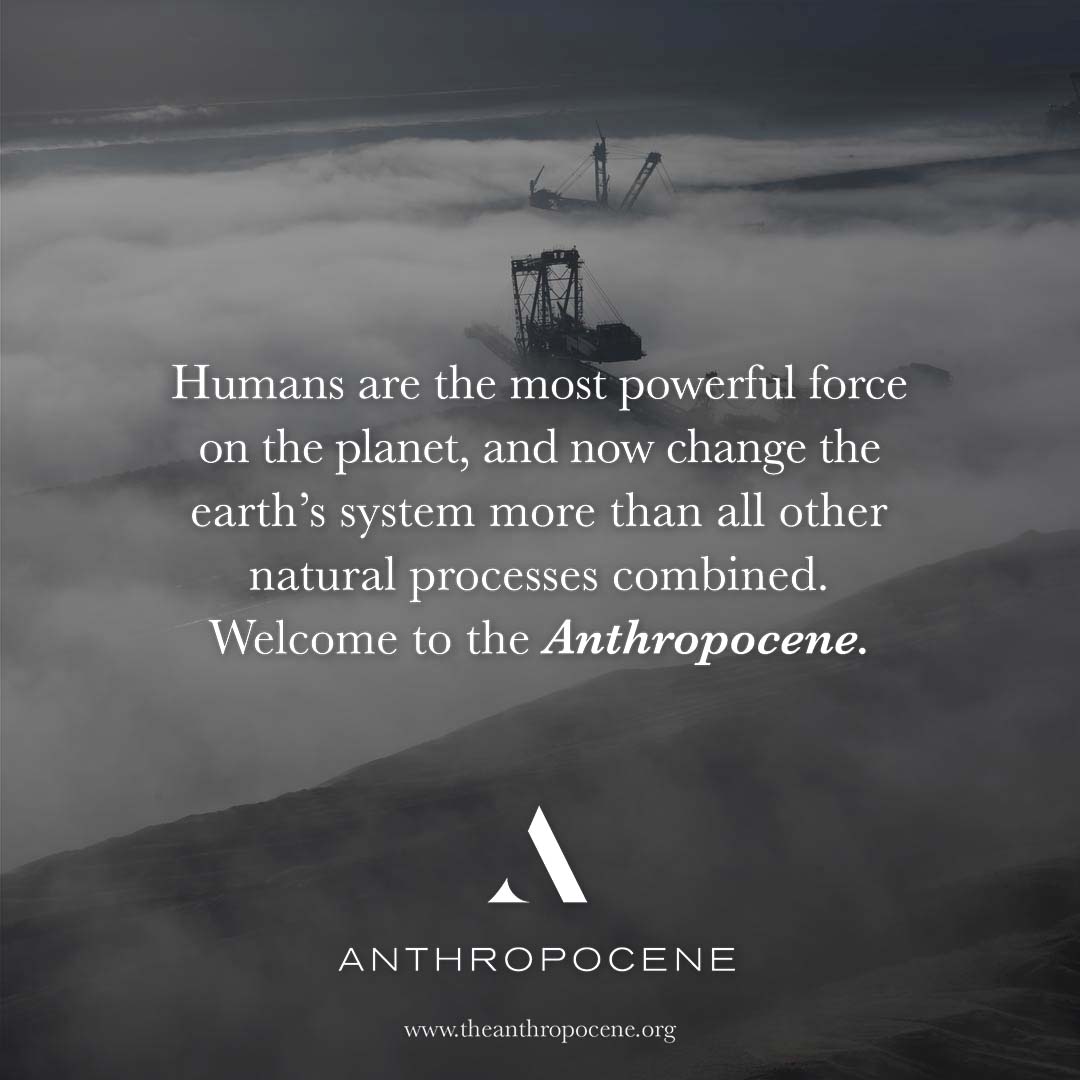 Humans are the most powerful force
on the planet, and now change the
earth’s system more than all other
natural processes combined.
Welcome to the Anthropocene.
ANTHROPOCENE
www.theanthropocene.org